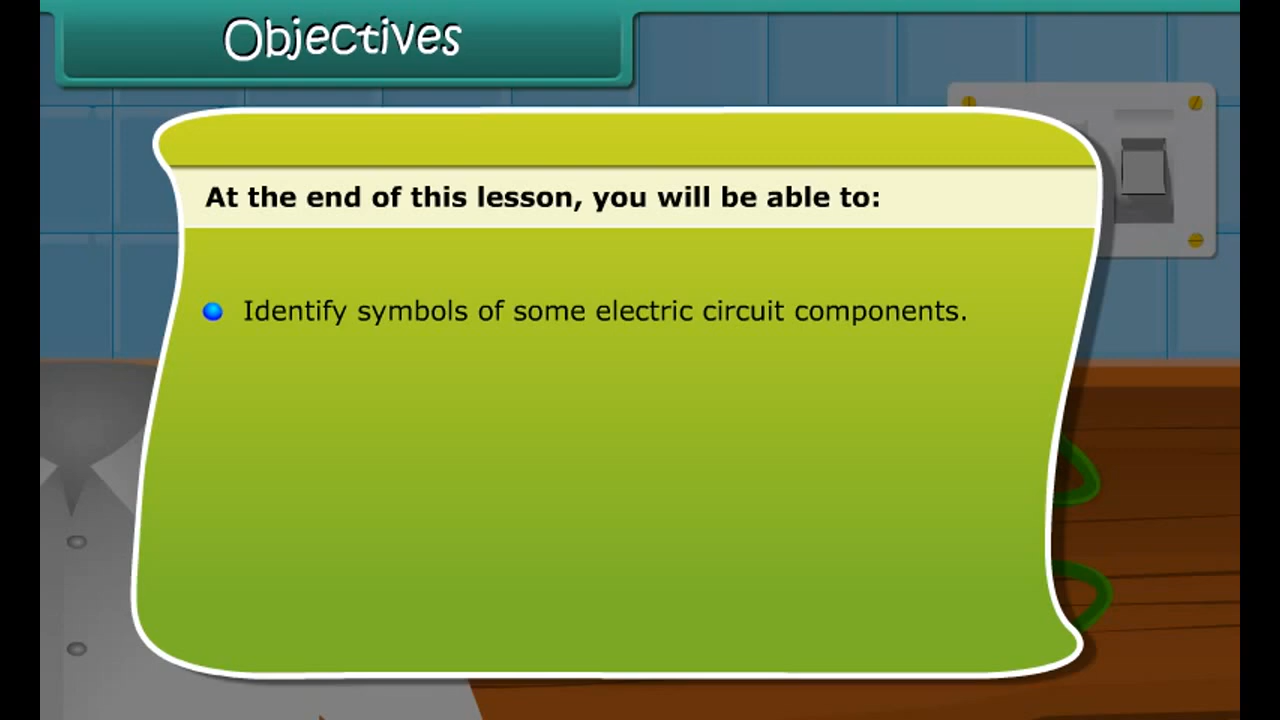 Objectives
At the end of this lesson, you will be able to:
Identify symbols of some electric circuit components.